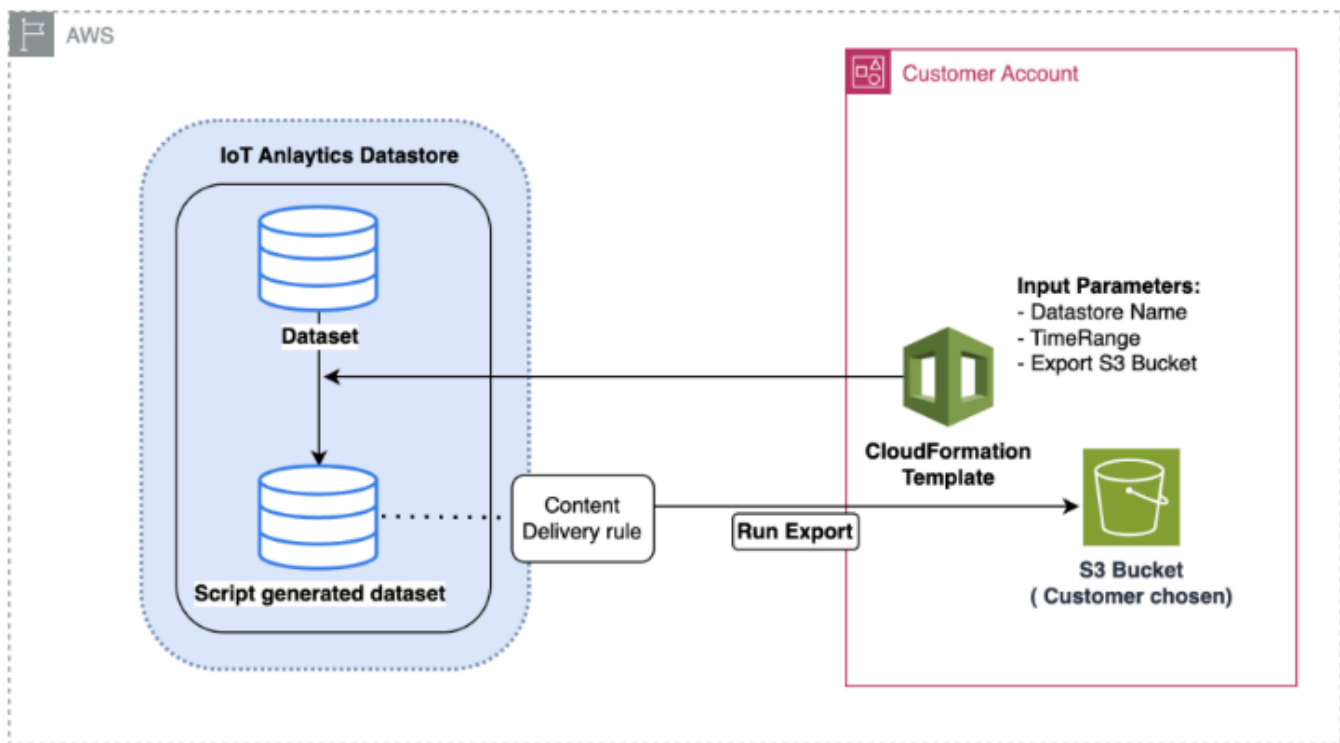 AWS
Customer Account
IoT Anlaytics Datastore
Dataset
Input Parameters:
- Datastore Name
- TimeRange
- Export S3 Bucket
CloudFormation
Template
Content
Delivery rule
Run Export
Script generated dataset
S3 Bucket
( Customer chosen)